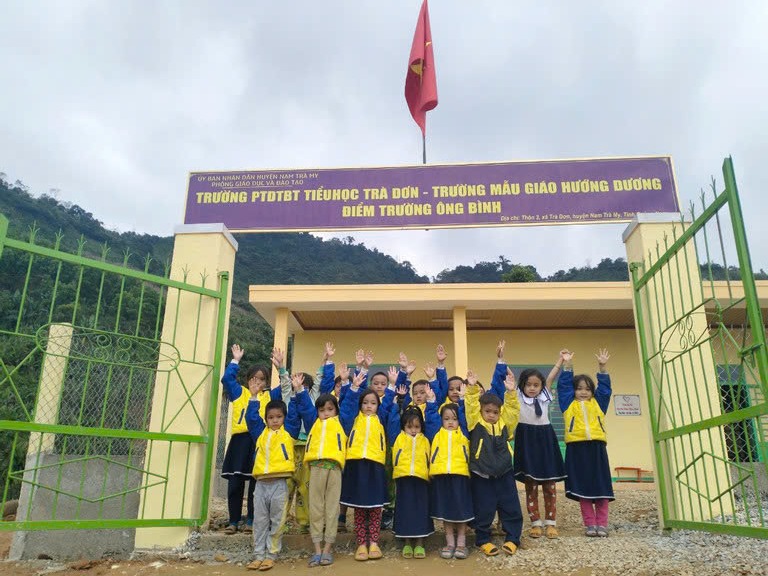 ỦY BAN NHÂN DÂN HUYỆN NAM TRÀ MY
PHÒNG GIÁO DỤC VÀ ĐÀO TẠO
TRƯỜNG PTDTBT TIỂU HỌC TRÀ DƠN - TRƯỜNG MẪU GIÁO HƯỚNG DƯƠNG
ĐIỂM TRƯỜNG ÔNG BÌNH
Địa chỉ: Thôn 3, xã Trà Dơn, huyện Nam Trà My, Tỉnh